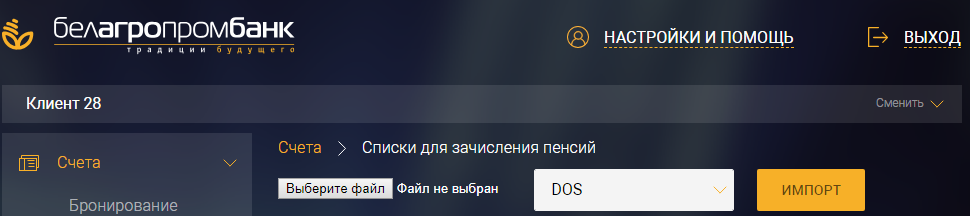 белагропромбанк
традиции будущего
НАСТРОЙКИ И ПОМОЩЬ
ВЫХОД
Клиент 28
Сменить
Счета
Счета > Списки для зачисления пенсий
Выберите файл Файл не выбран
DOS
ИМПОРТ
Бронирование